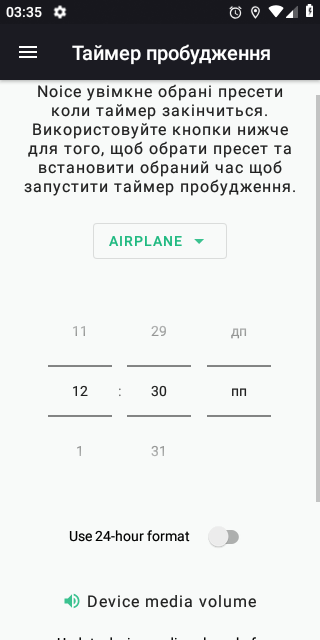 03:35
Таймер пробудження
Noice увімкне обрані пресети
коли таймер закінчиться.
Використовуйте кнопки нижче
для того, щоб обрати пресет та
встановити обраний час щоб
запустити таймер пробудження.
AIRPLANE
11 29 дп
12 : 30 пп
1 31
Use 24-hour format
Device media volume